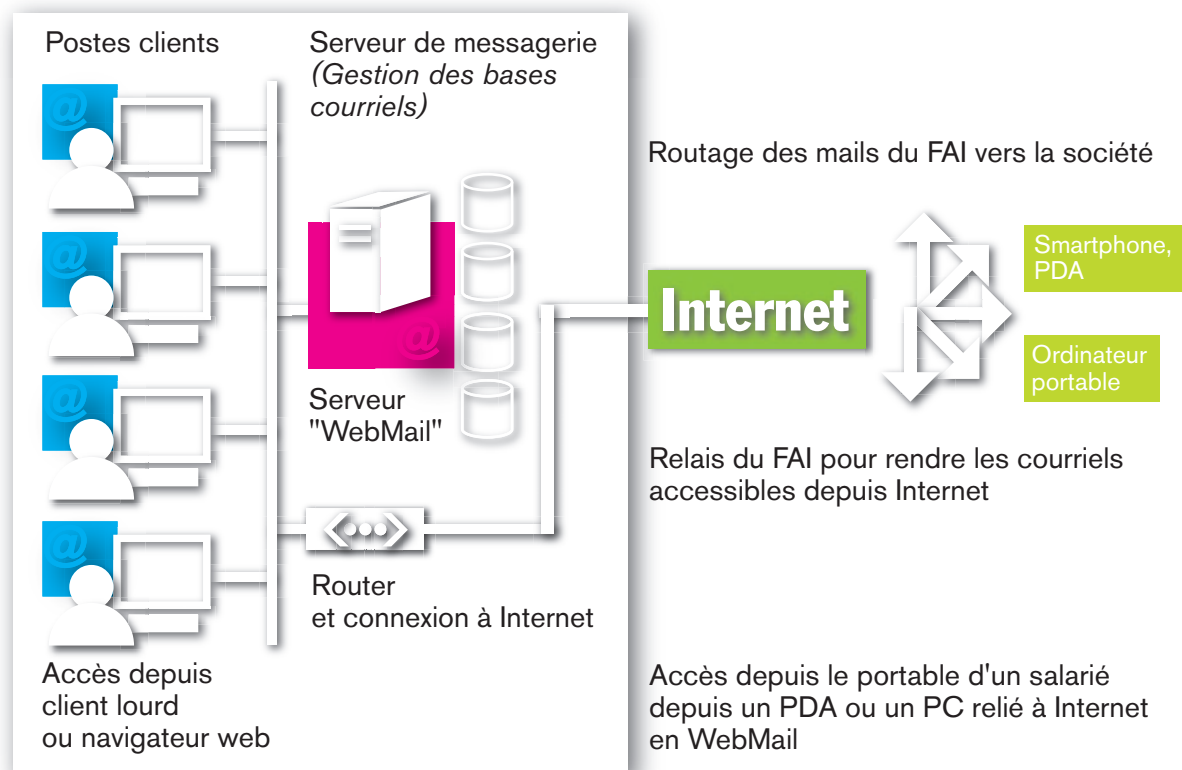 Postes clients
Serveur de messagerie
(Gestion des bases
courriels)
@
@
@
@
@
Serveur
"WebMail"
Router
et connexion à Internet
Accès depuis
client lourd
ou navigateur web
Routage des mails du FAI vers la société
Internet
Smartphone,
PDA
Ordinateur
portable
Relais du FAI pour rendre les courriels
accessibles depuis Internet
Accès depuis le portable d'un salarié
depuis un PDA ou un PC relié à Internet
en WebMail